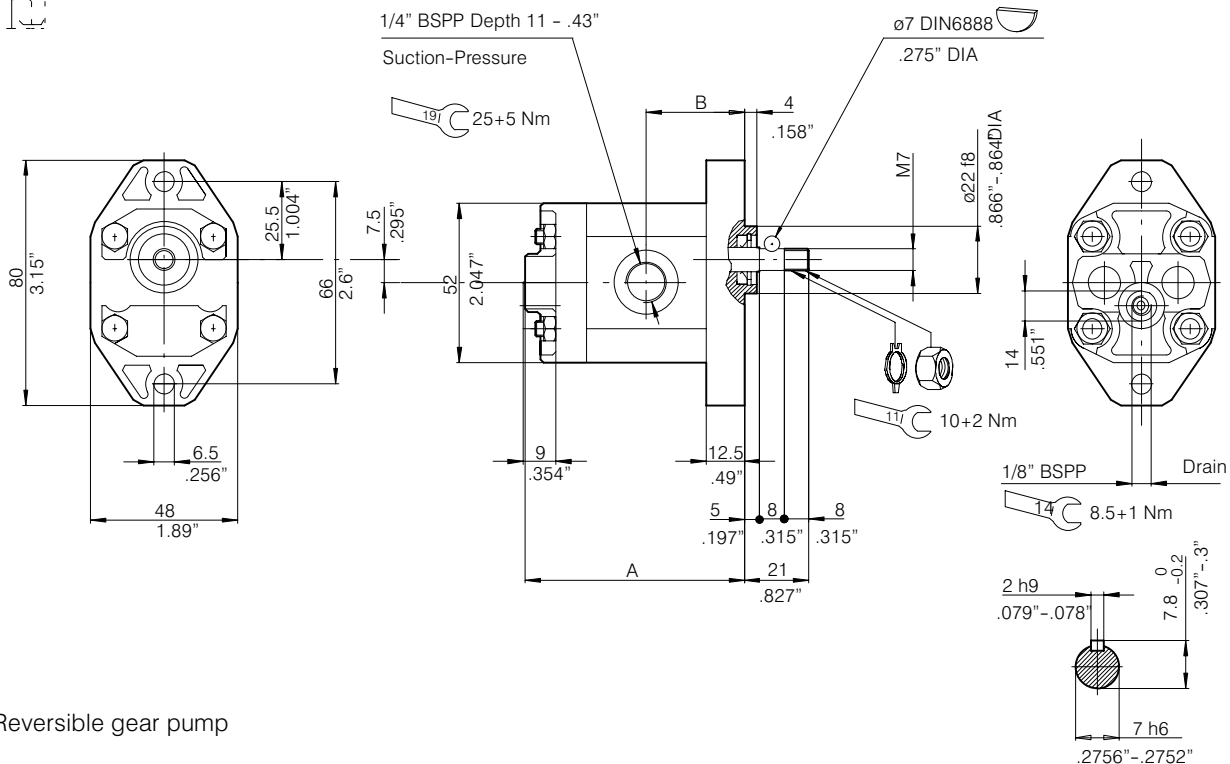 1/4" BSPP Depth 11 - .43"
Suction-Pressure
19
25+5 Nm
ø7 DIN6888
.275" DIA
B
4
.158"
M7
ø22 f8
.866"-.864"DIA
80
3.15"
25.5
1.004"
66
2.6"
7.5
.295"
52
2.047"
6.5
.256"
48
1.89"
9
.354"
12.5
.49"
5
.197"
8
.315"
8
.315"
A
21
.827"
11
10+2 Nm
14
.551"
1/8" BSPP
Drain
14
8.5+1 Nm
2 h9
.079"-.078"
7.8 0 -0.2
.307"-.3"
7 h6
.2756"-.2752"
Reversible gear pump